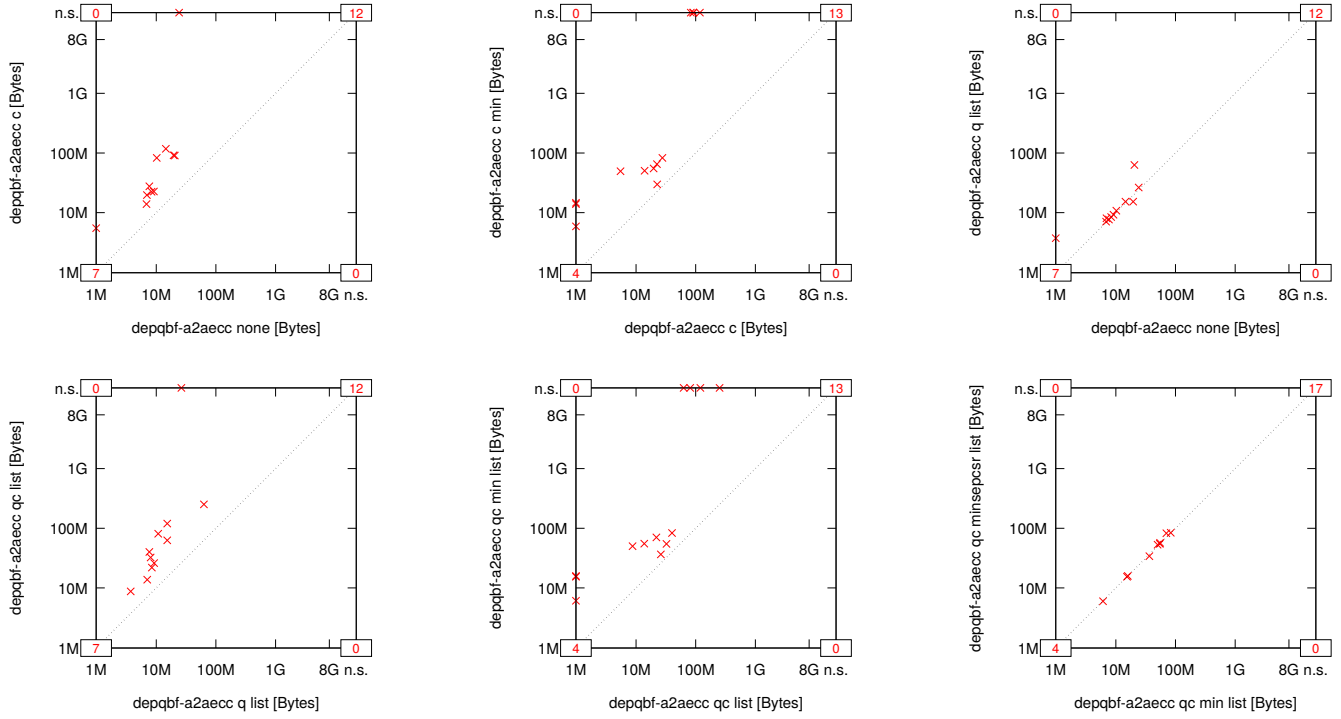 n.s. 0 12
8G
1G
100M
10M
1M 7 0
1M 10M 100M 1G 8G n.s.
depqbf-a2aecc c [Bytes]
depqbf-a2aecc none [Bytes]
n.s. 0 13
8G
1G
100M
10M
1M 4 0
1M 10M 100M 1G 8G n.s.
depqbf-a2aecc c min [Bytes]
depqbf-a2aecc c [Bytes]
n.s. 0 12
8G
1G
100M
10M
1M 7 0
1M 10M 100M 1G 8G n.s.
depqbf-a2aecc q list [Bytes]
depqbf-a2aecc none [Bytes]
n.s. 0 12
8G
1G
100M
10M
1M 7 0
1M 10M 100M 1G 8G n.s.
depqbf-a2aecc qc list [Bytes]
depqbf-a2aecc q list [Bytes]
n.s. 0 13
8G
1G
100M
10M
1M 4 0
1M 10M 100M 1G 8G n.s.
depqbf-a2aecc qc min list [Bytes]
depqbf-a2aecc qc list [Bytes]
n.s. 0 17
8G
1G
100M
10M
1M 4 0
1M 10M 100M 1G 8G n.s.
depqbf-a2aecc qc minsepcsr list [Bytes]
depqbf-a2aecc qc min list [Bytes]